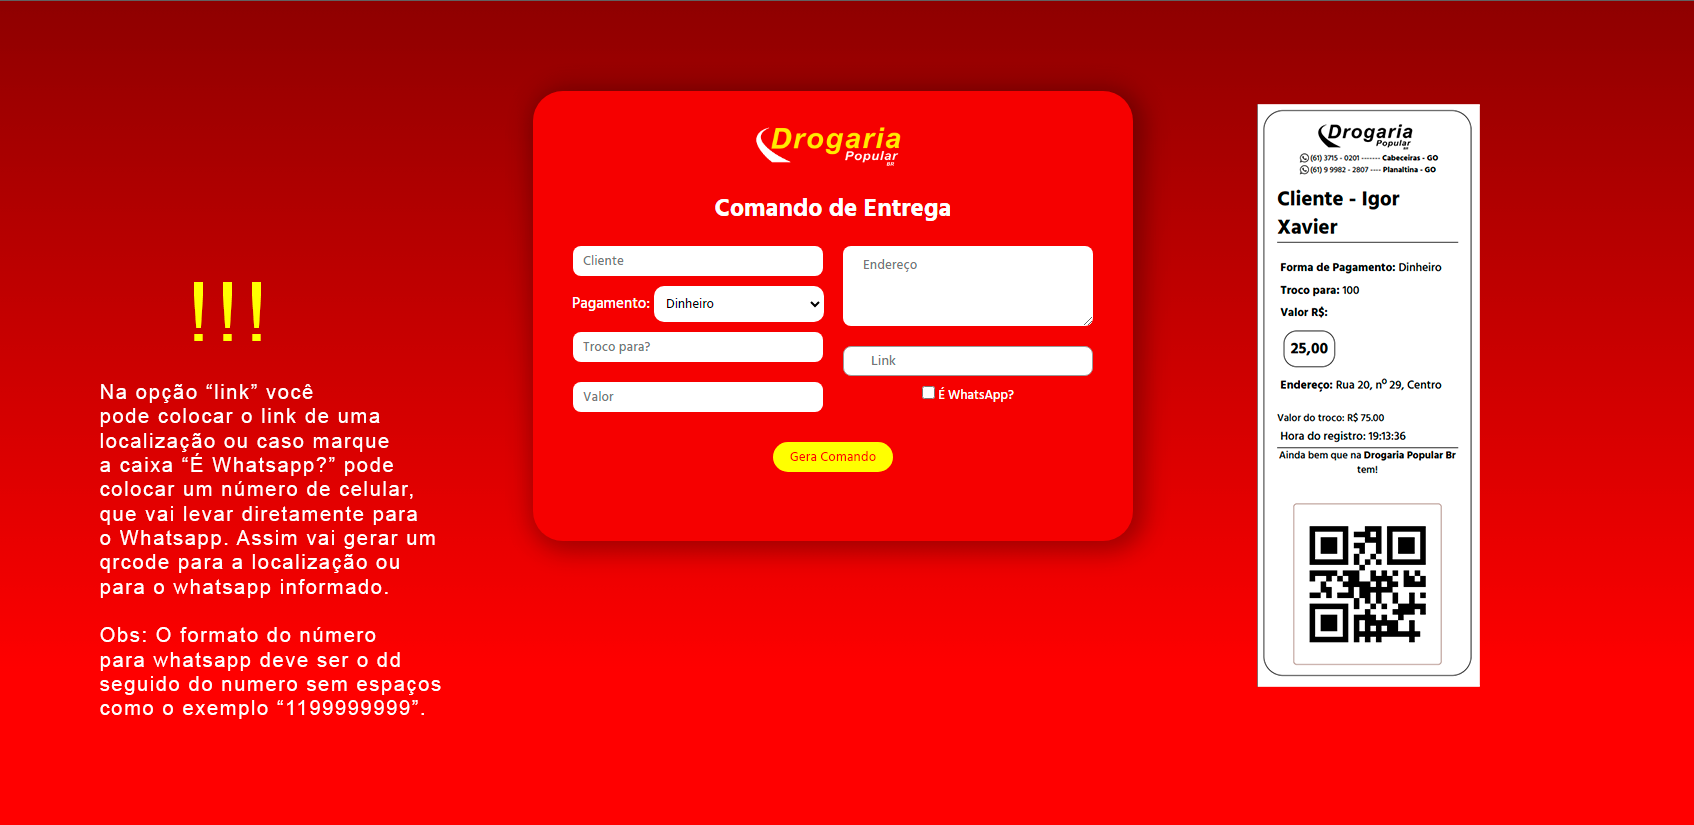 !!!
Na opção “link” você
pode colocar o link de uma
localização ou caso marque
a caixa “É Whatsapp?” pode
colocar um número de celular,
que vai levar diretamente para
o Whatsapp. Assim vai gerar um
qrcode para a localização ou
para o whatsapp informado.
Obs: O formato do número
para whatsapp deve ser o dd
seguido do numero sem espaços
como o exemplo “1199999999”.
Drogaria
Popular
BR
Comando de Entrega
Cliente
Pagamento: Dinheiro
Troco para?
Valor
Endereço
Link
É WhatsApp?
Gera Comando
Drogaria
Popular
BR
(61) 3715 - 0201 ------- Cabeceiras - GO
(61) 9 9982 - 2807 ---- Planaltina - GO
Cliente - Igor
Xavier
Forma de Pagamento: Dinheiro
Troco para: 100
Valor R$:
25,00
Endereço: Rua 20, nº 29, Centro
Valor do troco: R$ 75.00
Hora do registro: 19:13:36
Ainda bem que na Drogaria Popular Br
tem!